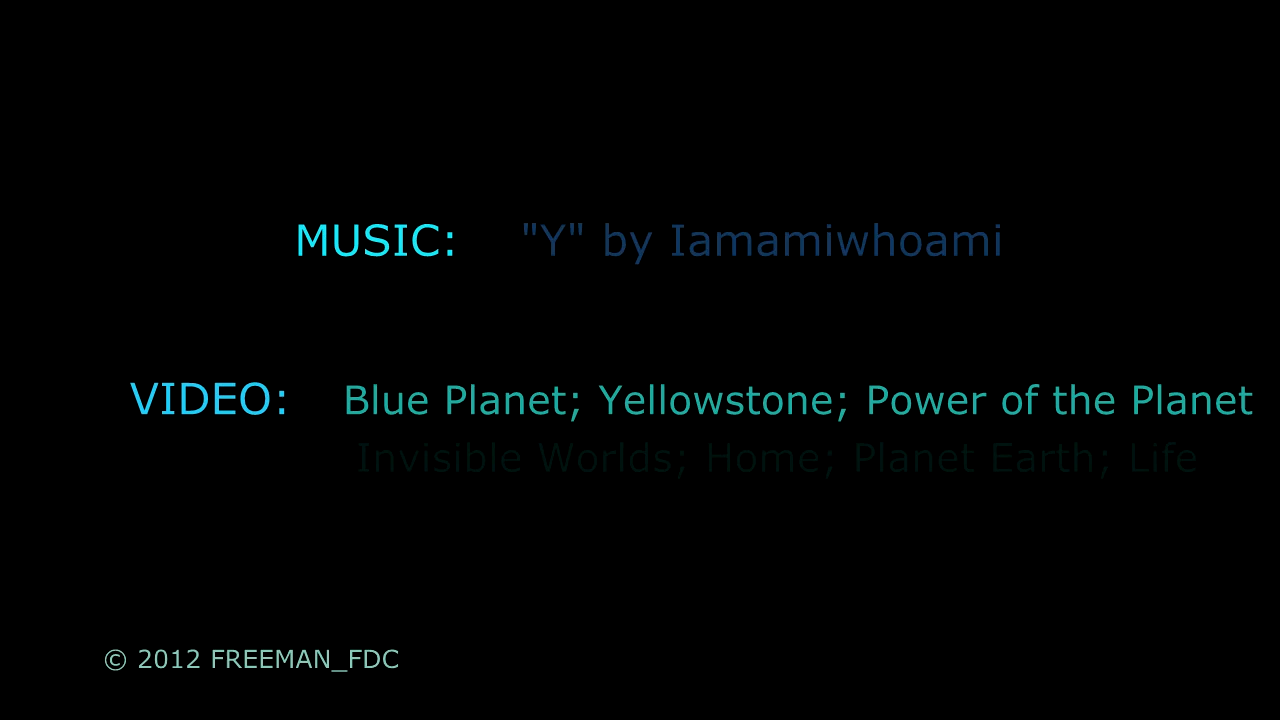 MUSIC: "Y" by Iamamiwhoami
VIDEO: Blue Planet; Yellowstone; Power of the Planet
Invisible Worlds; Home; Planet Earth; Life
© 2012 FREEMAN_FDC